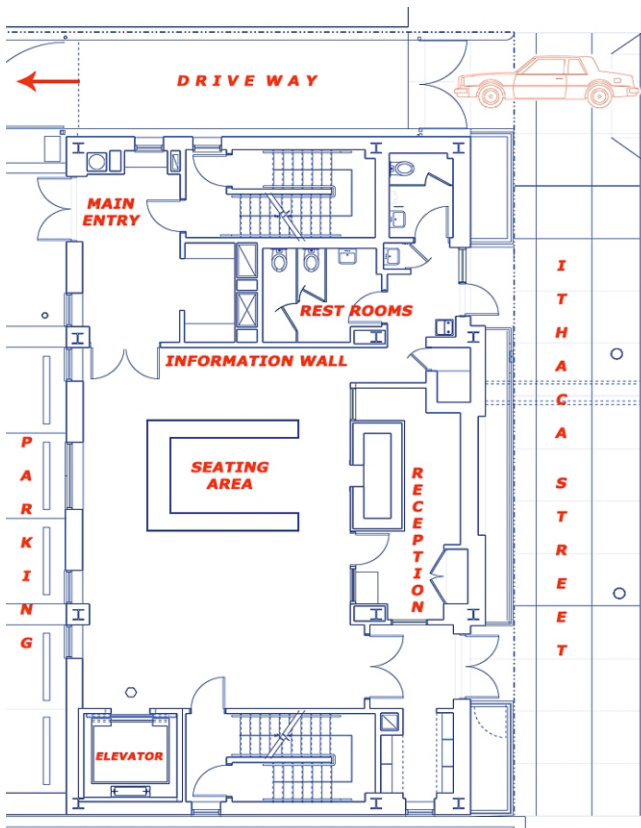 DRIVE WAY
MAIN
ENTRY
REST ROOMS
INFORMATION WALL
SEATING
AREA
RECEPTION
PARKING
ITHACA STREET
ELEVATOR